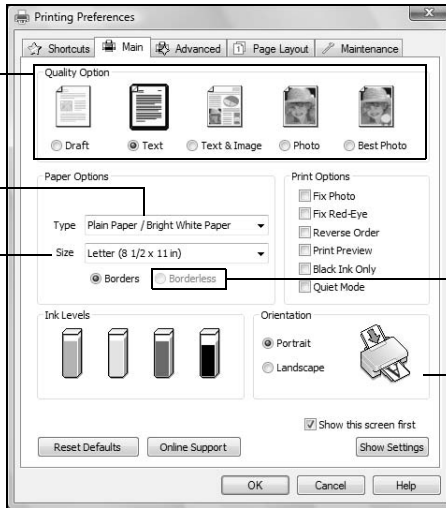 Printing Preferences
Shortcuts Main Advanced Page Layout Maintenance
Quality Option
Draft Text Text & Image Photo Best Photo
Paper Options
Type Plain Paper / Bright White Paper
Size Letter (8 1/2 x 11 in)
Borders Borderless
Print Options
Fix Photo
Fix Red-Eye
Reverse Order
Print Preview
Black Ink Only
Quiet Mode
Ink Levels
Orientation
Portrait
Landscape
Show this screen first
Reset Defaults Online Support Show Settings
OK Cancel Help